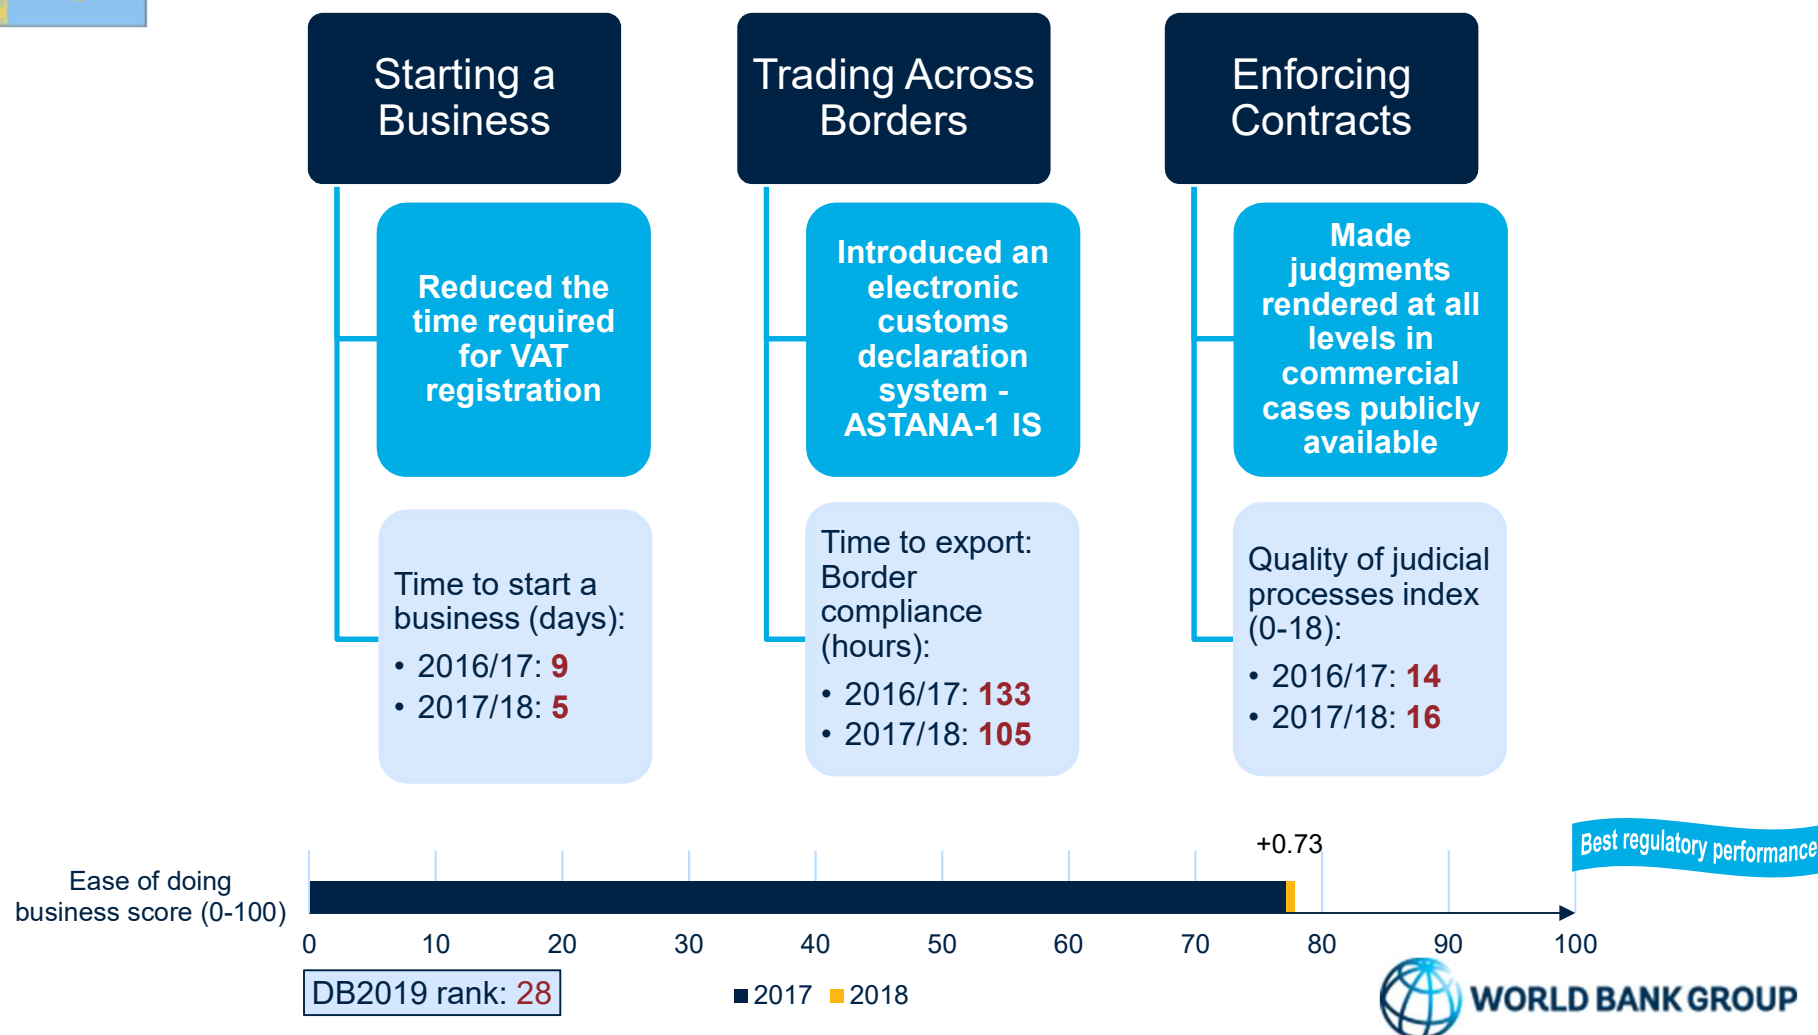 Starting a
Business
Trading Across
Borders
Enforcing
Contracts
Reduced the
time required
for VAT
registration
Introduced an
electronic
customs
declaration
system -
ASTANA-1 IS
Made
judgments
rendered at all
levels in
commercial
cases publicly
available
Time to start a
business (days):
• 2016/17: 9
• 2017/18: 5
Time to export:
Border
compliance
(hours):
• 2016/17: 133
• 2017/18: 105
Quality of judicial
processes index
(0-18):
• 2016/17: 14
• 2017/18: 16
+0.73
Best regulatory performance
Ease of doing
business score (0-100)
0 10 20 30 40 50 60 70 80 90 100
DB2019 rank: 28
2017 2018
WORLD BANK GROUP